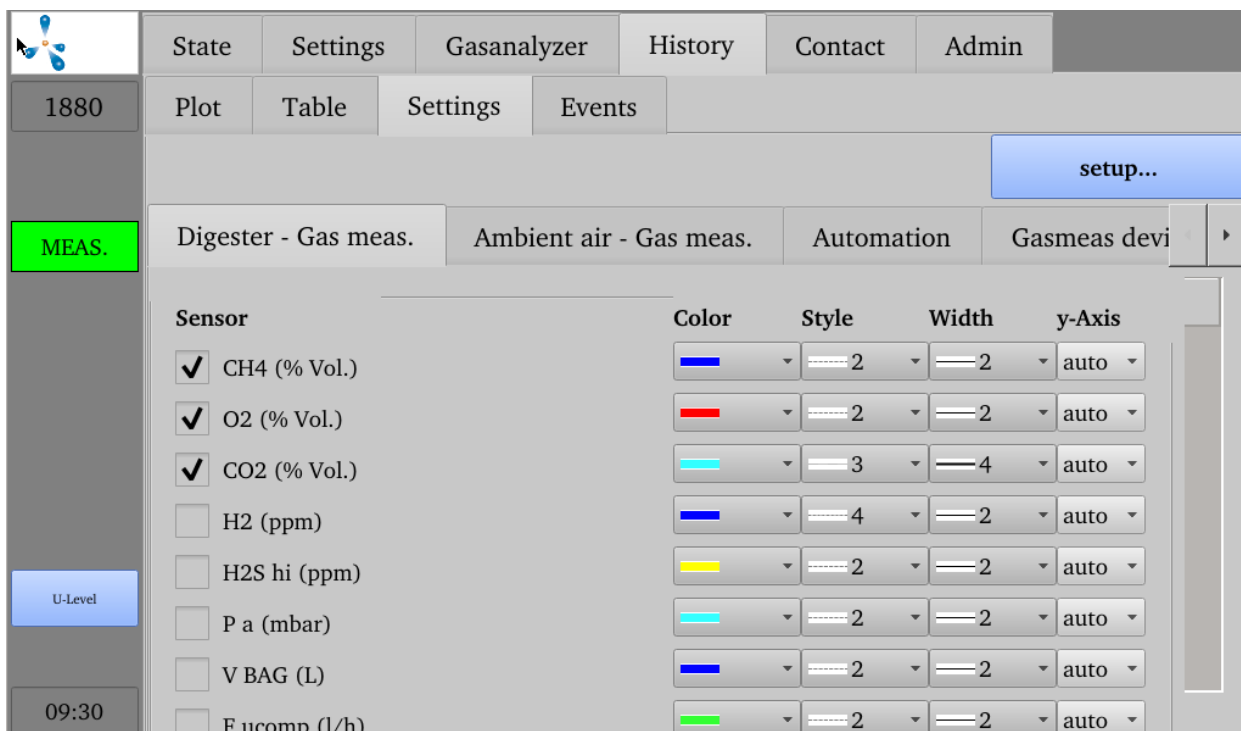 State Settings Gasanalyzer History Contact Admin
1880 Plot Table Settings Events
setup...
MEAS. Digester - Gas meas. Ambient air - Gas meas. Automation Gasmeas devi
Sensor Color Style Width y-Axis
CH4 (% Vol.) 2 2 auto
O2 (% Vol.) 2 2 auto
CO2 (% Vol.) 3 4 auto
H2 (ppm) 4 2 auto
H2S hi (ppm) 2 2 auto
U-Level
P a (mbar) 2 2 auto
V BAG (L) 2 2 auto
09:30
F ucomp (l/h) 2 2 auto